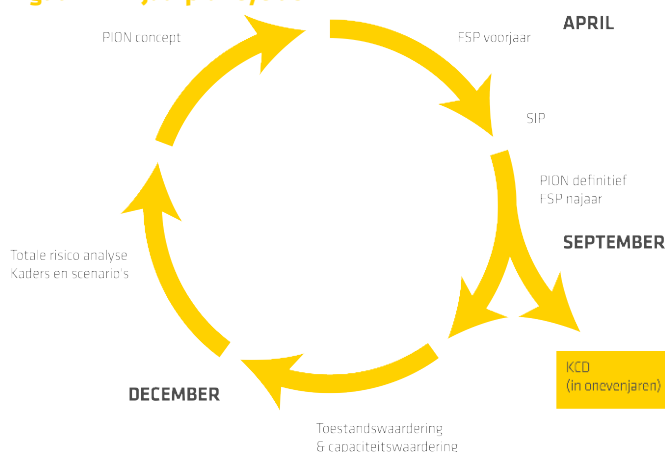 APRIL
PION concept
FSP voorjaar
SIP
PION definitief
FSP najaar
SEPTEMBER
Totale risico analyse
Kaders en scenario's
KCD
(in onevenjaren)
DECEMBER
Toestandswaardering
& capaciteitswaardering